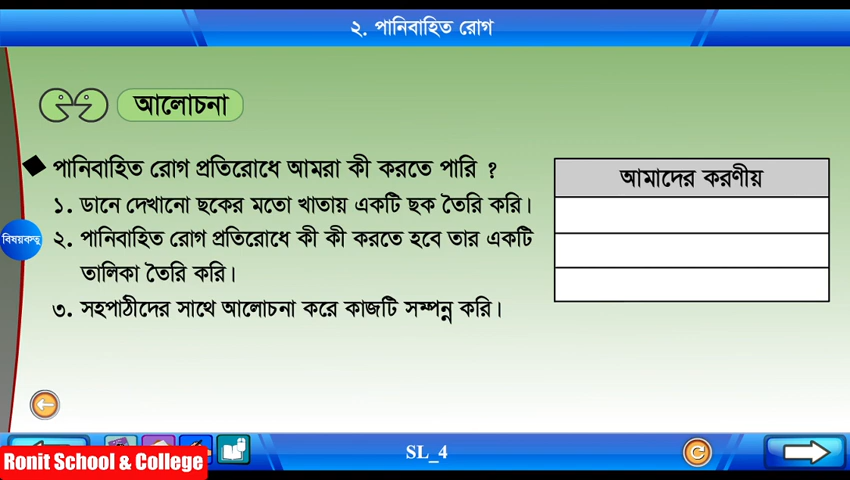 ২. পানিবাহিত রোগ
আলোচনা
পানিবাহিত রোগ প্রতিরোধে আমরা কী করতে পারি ?
১. ডানে দেখানো ছকের মতো খাতায় একটি ছক তৈরি করি।
২. পানিবাহিত রোগ প্রতিরোধে কী কী করতে হবে তার একটি
তালিকা তৈরি করি।
৩. সহপাঠীদের সাথে আলোচনা করে কাজটি সম্পন্ন করি।
আমাদের করণীয়
বিষয়বস্তু
SL_4
Ronit School & College